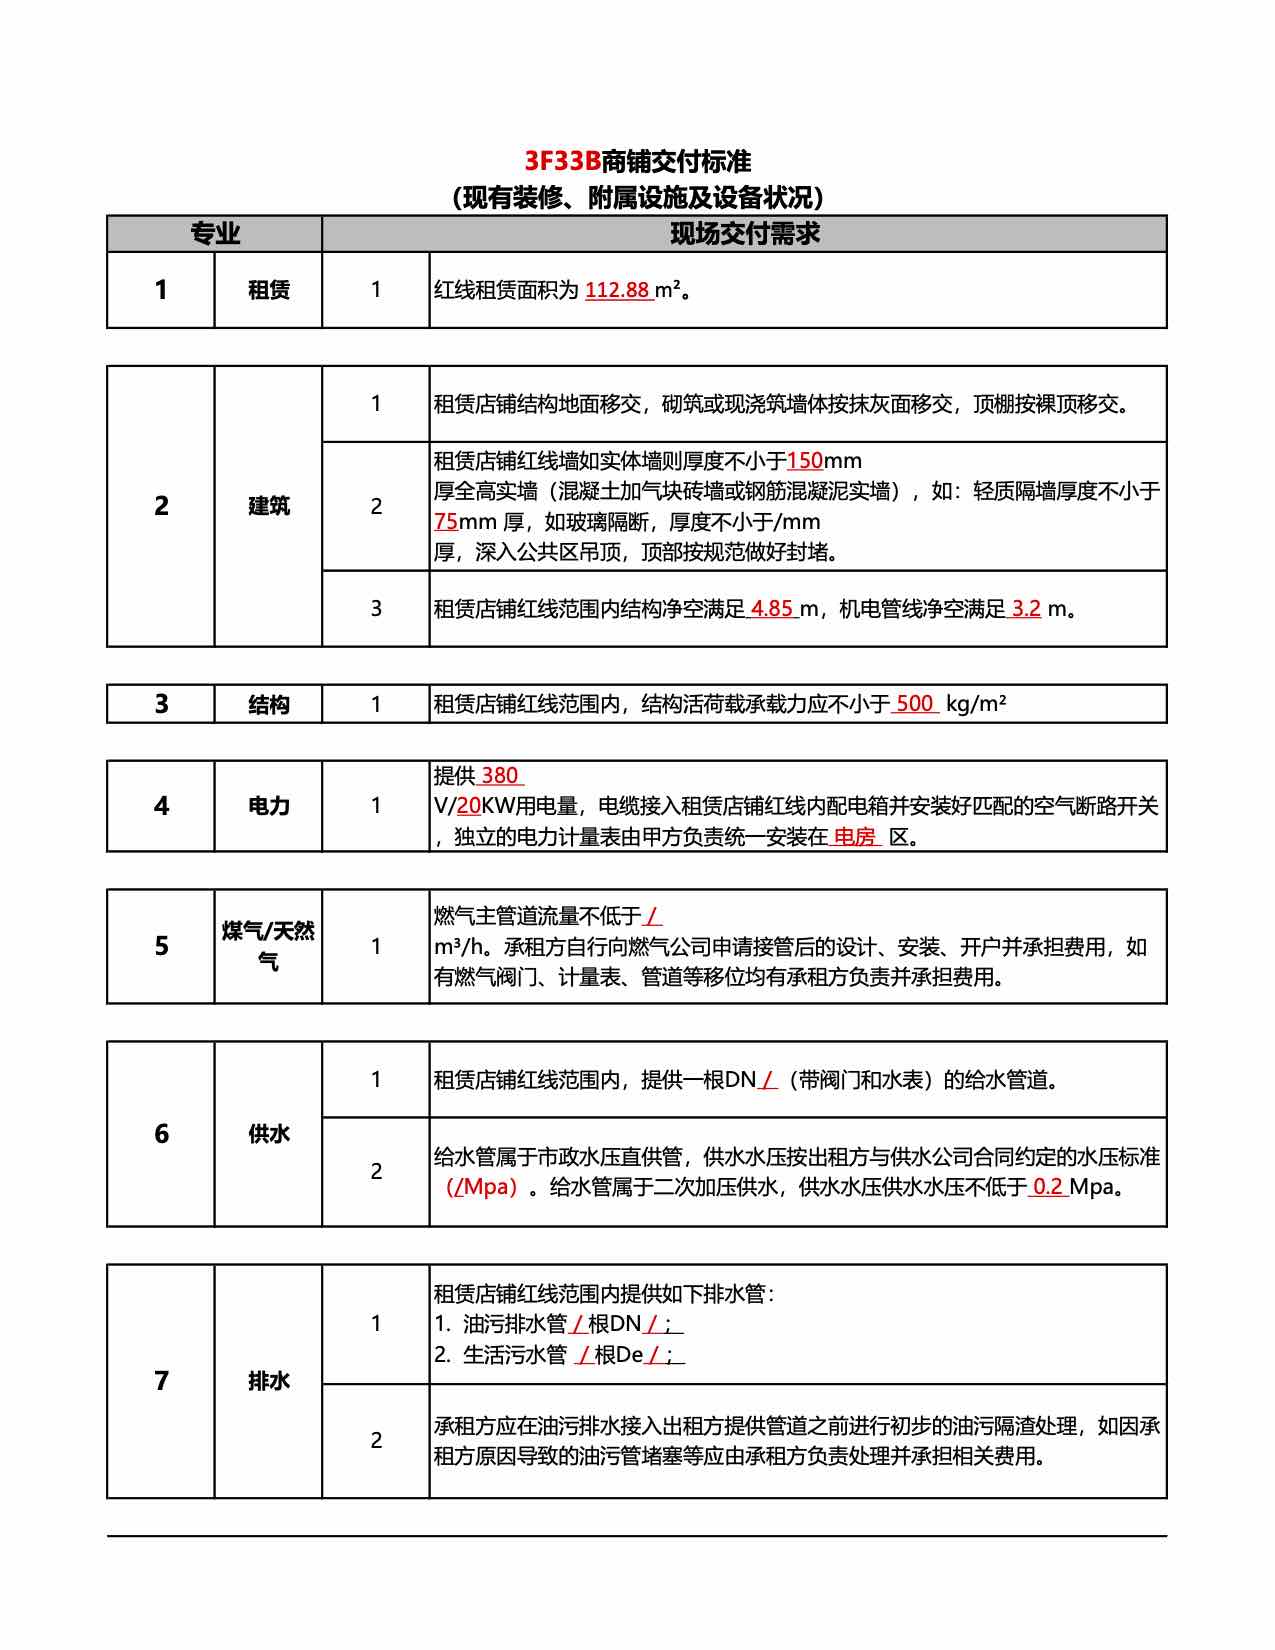 3F33B商铺交付标准
（现有装修、附属设施及设备状况）
专业 现场交付需求
1 租赁 1 红线租赁面积为 112.88 m²。
2 建筑
1 租赁店铺结构地面移交，砌筑或现浇筑墙体按抹灰面移交，顶棚按裸顶移交。
2
租赁店铺红线墙如实体墙则厚度不小于150mm
厚全高实墙（混凝土加气块砖墙或钢筋混凝泥实墙），如：轻质隔墙厚度不小于
75mm 厚，如玻璃隔断，厚度不小于/mm
厚，深入公共区吊顶，顶部按规范做好封堵。
3 租赁店铺红线范围内结构净空满足 4.85 m，机电管线净空满足 3.2 m。
3 结构 1 租赁店铺红线范围内，结构活荷载承载力应不小于 500 kg/m²
4 电力 1
提供 380
V/20KW用电量，电缆接入租赁店铺红线内配电箱并安装好匹配的空气断路开关
，独立的电力计量表由甲方负责统一安装在 电房 区。
5
煤气/天然
气
1
燃气主管道流量不低于 /
m³/h。承租方自行向燃气公司申请接管后的设计、安装、开户并承担费用，如
有燃气阀门、计量表、管道等移位均有承租方负责并承担费用。
6 供水
1 租赁店铺红线范围内，提供一根DN / （带阀门和水表）的给水管道。
2
给水管属于市政水压直供管，供水水压按出租方与供水公司合同约定的水压标准
（/Mpa）。给水管属于二次加压供水，供水水压供水水压不低于 0.2 Mpa。
7 排水
1
租赁店铺红线范围内提供如下排水管：
1. 油污排水管 / 根DN / ；
2. 生活污水管 / 根De / ；
2
承租方应在油污排水接入出租方提供管道之前进行初步的油污隔渣处理，如因承
租方原因导致的油污管堵塞等应由承租方负责处理并承担相关费用。